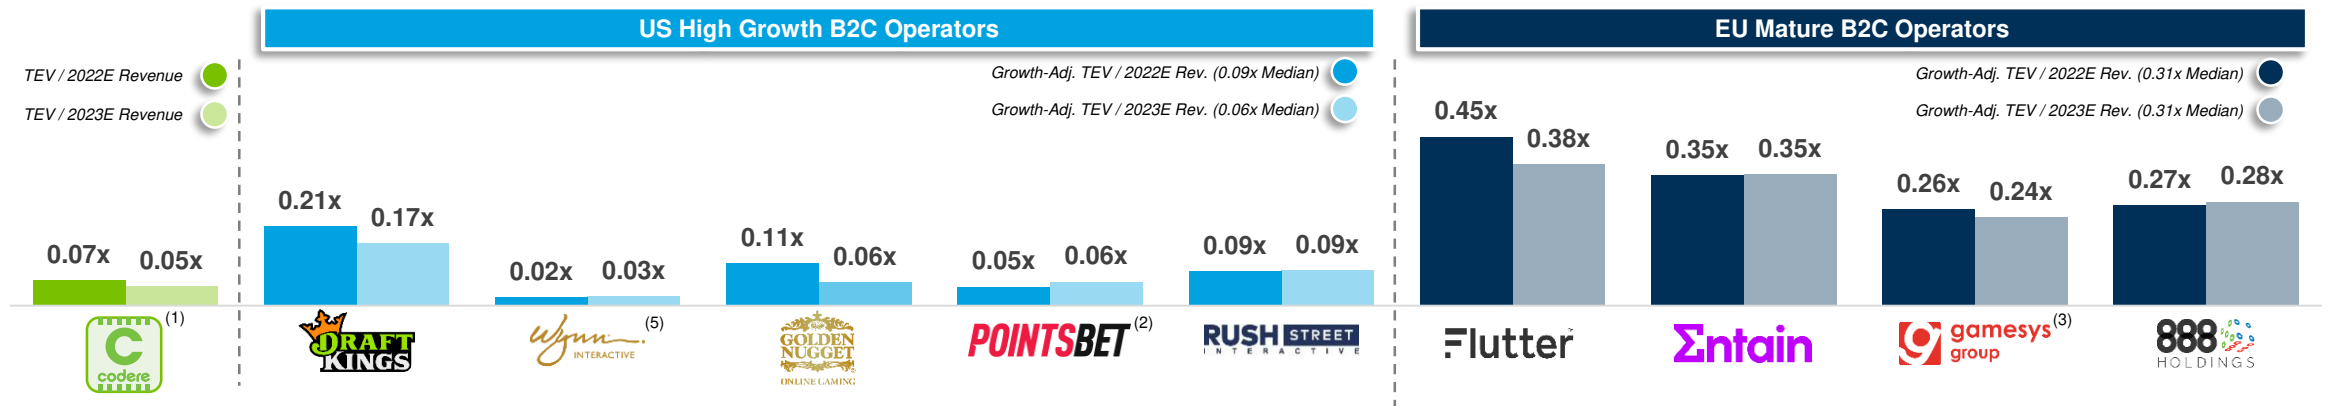 US High Growth B2C Operators
EU Mature B2C Operators
TEV / 2022E Revenue
TEV / 2023E Revenue
Growth-Adj. TEV / 2022E Rev. (0.09x Median)
Growth-Adj. TEV / 2023E Rev. (0.06x Median)
Growth-Adj. TEV / 2022E Rev. (0.31x Median)
Growth-Adj. TEV / 2023E Rev. (0.31x Median)
0.07x 0.05x
0.21x 0.17x
0.02x 0.03x
0.11x 0.06x
0.05x 0.06x
0.09x 0.09x
0.45x 0.38x
0.35x 0.35x
0.26x 0.24x
0.27x 0.28x
C
codere
(1)
DRAFT
KINGS
Wynn
INTERACTIVE
(5)
GOLDEN
NUGGET
ONLINE GAMING
POINTSBET (2)
RUSH STREET
INTERACTIVE
Flutter
Entain
g
gamesys (3)
group
888
HOLDINGS